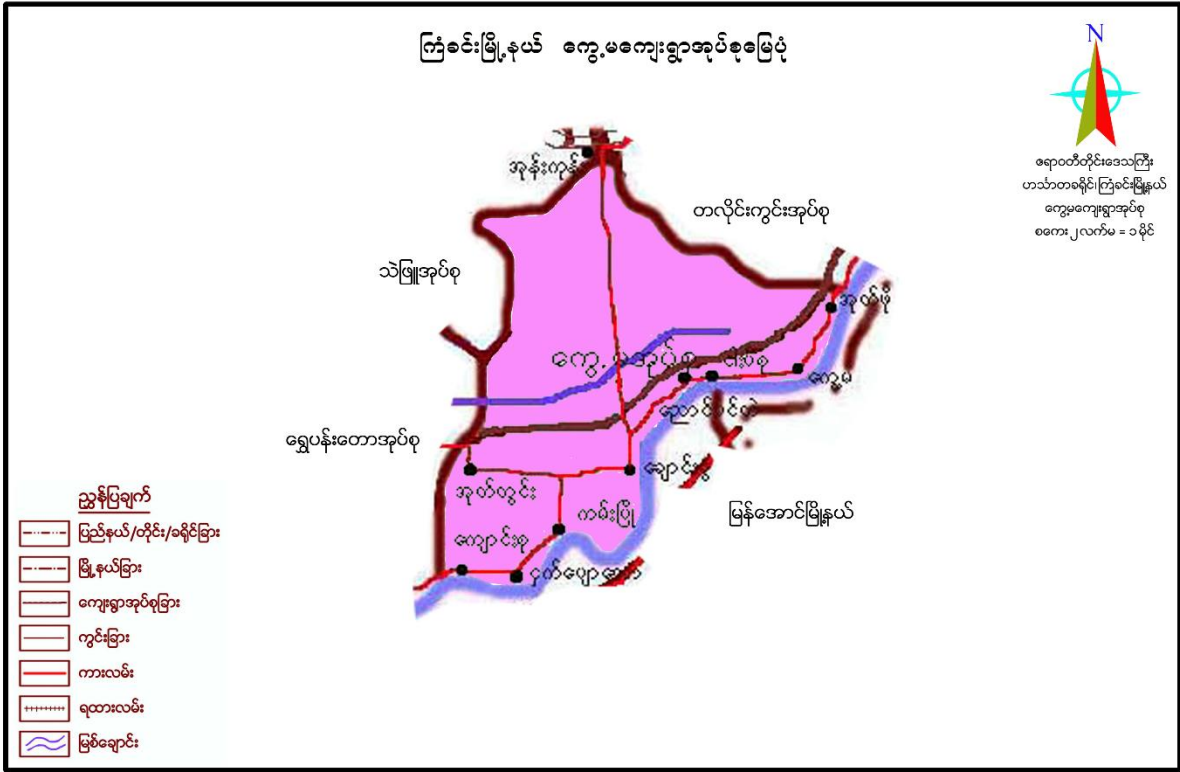 ကြံခင်းမြို့နယ် ကွေ့မကျေးရွာအုပ်စုမြေပုံ
N
ဧရာဝတီတိုင်းဒေသကြီး
ဟင်္သာတခရိုင်၊ကြံခင်းမြို့နယ်
ကွေ့မကျေးရွာအုပ်စု
စကေး၂လက်မ = ၁မိုင်
အုန်းကုန်း
တလိုင်းကွင်းအုပ်စု
သဲဖြူအုပ်စု
အုတ်ဖို
ကွေ့မအုပ်စု
ကွေ့မ
ရွှေပန်းတောအုပ်စု
အုတ်တွင်း
ကမ်းပြို
မြန်အောင်မြို့နယ်
ကျောင်းစု
ညွှန်ပြချက်
ပြည်နယ်/တိုင်း/ခရိုင်ခြား
မြို့နယ်ခြား
ကျေးရွာအုပ်စုခြား
ကွင်းခြား
ကားလမ်း
ရထားလမ်း
မြစ်ချောင်း